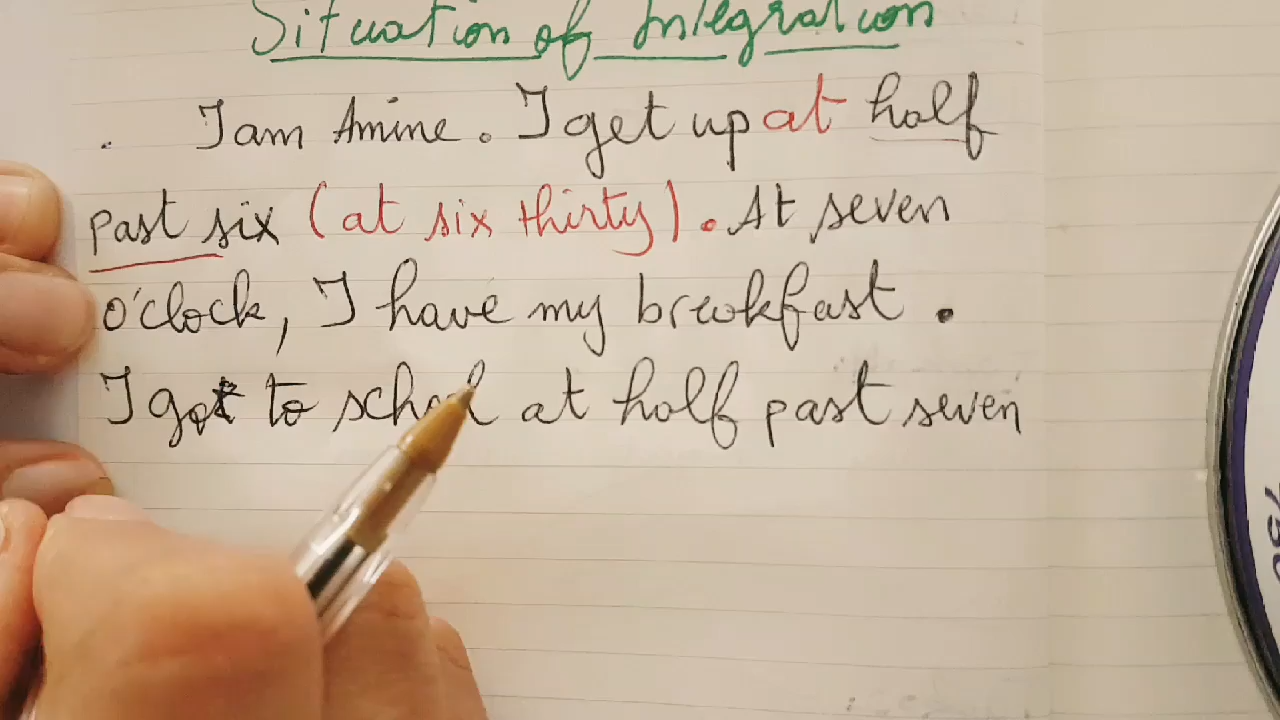 Situation of Integration
. I am Amine. I get up at half
past six (at six thirty). At seven
o'clock, I have my breakfast.
I go to school at half past seven